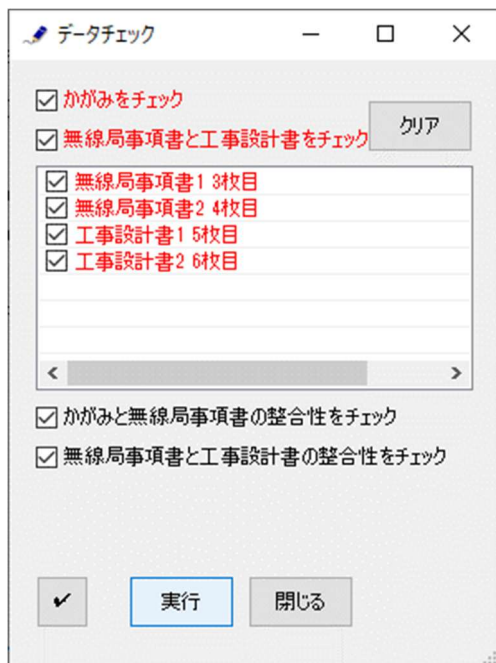 データチェック
かがみをチェック
クリア
無線局事項書と工事設計書をチェック
無線局事項書1 3枚目
無線局事項書2 4枚目
工事設計書1 5枚目
工事設計書2 6枚目
かがみと無線局事項書の整合性をチェック
無線局事項書と工事設計書の整合性をチェック
実行
閉じる